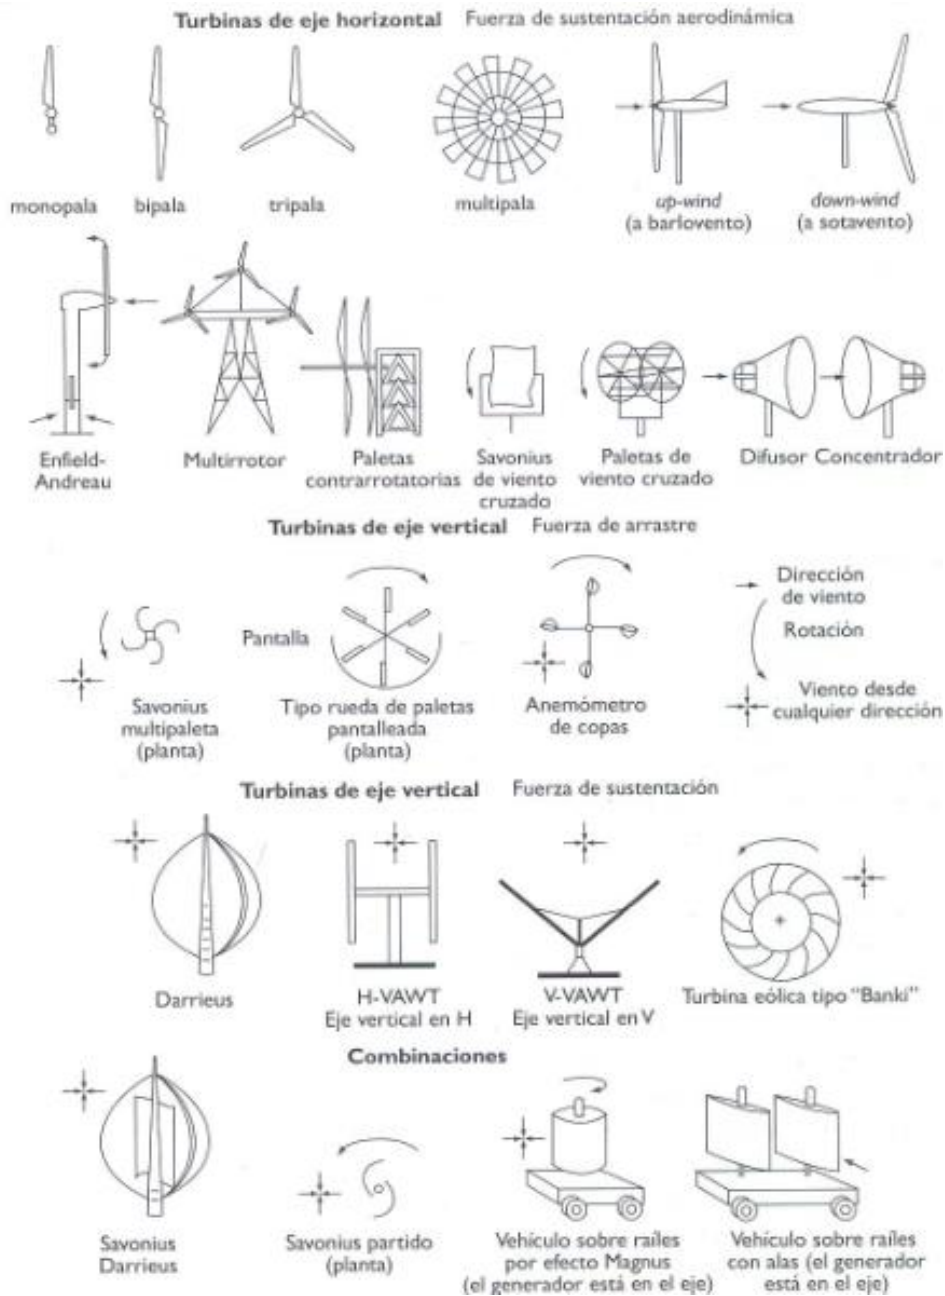 Turbinas de eje horizontal Fuerza de sustentación aerodinámica
monopala
bipala
tripala
multipala
up-wind
(a barlovento)
down-wind
(a sotavento)
Enfield-
Andreau
Multirrotor
Paletas
contrarrotatorias
Savonius
de viento
cruzado
Paletas de
viento cruzado
Difusor
Concentrador
Turbinas de eje vertical Fuerza de arrastre
Savonius
multipaleta
(planta)
Pantalla
Tipo rueda de paletas
pantalleada
(planta)
Anemómetro
de copas
Dirección
de viento
Rotación
Viento desde
cualquier dirección
Turbinas de eje vertical Fuerza de sustentación
Darrieus
H-VAWT
Eje vertical en H
V-VAWT
Eje vertical en V
Turbina eólica tipo "Banki"
Combinaciones
Savonius
Darrieus
Savonius partido
(planta)
Vehículo sobre raíles
por efecto Magnus
(el generador está en el eje)
Vehículo sobre raíles
con alas (el generador
está en el eje)